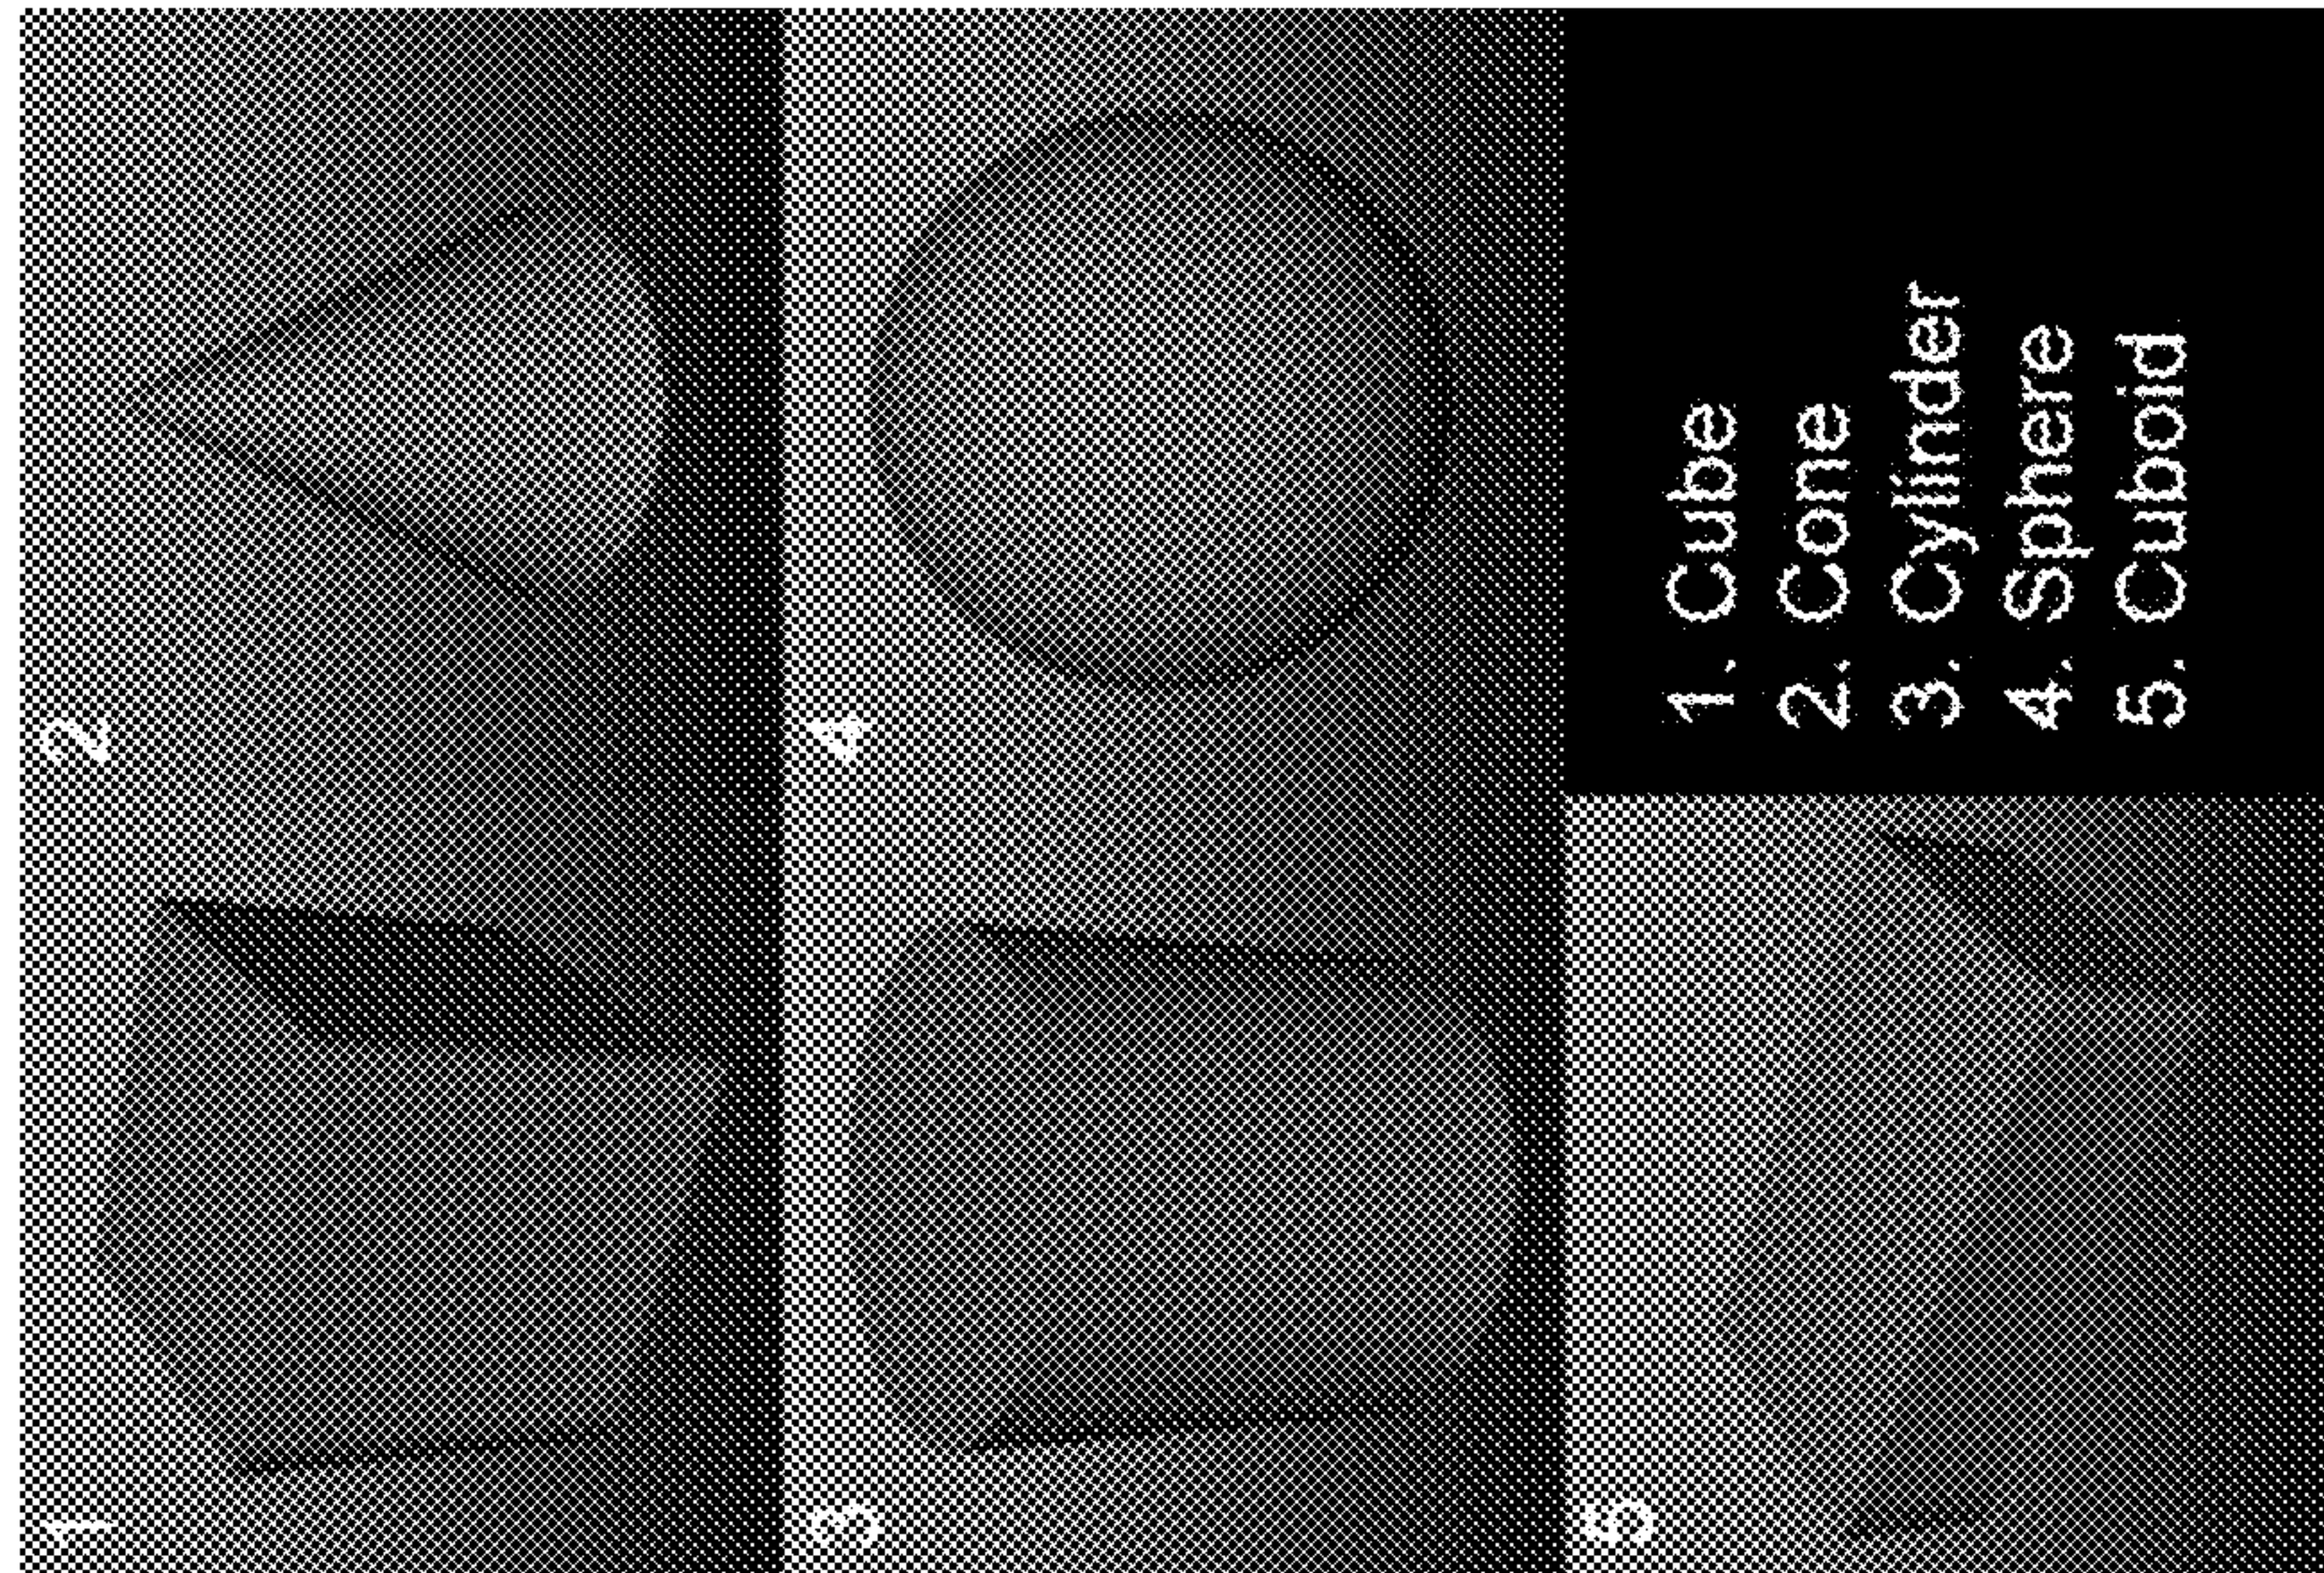 1
2
3
4
5
1. Cube
2. Cone
3. Cylinder
4. Sphere
5. Cuboid